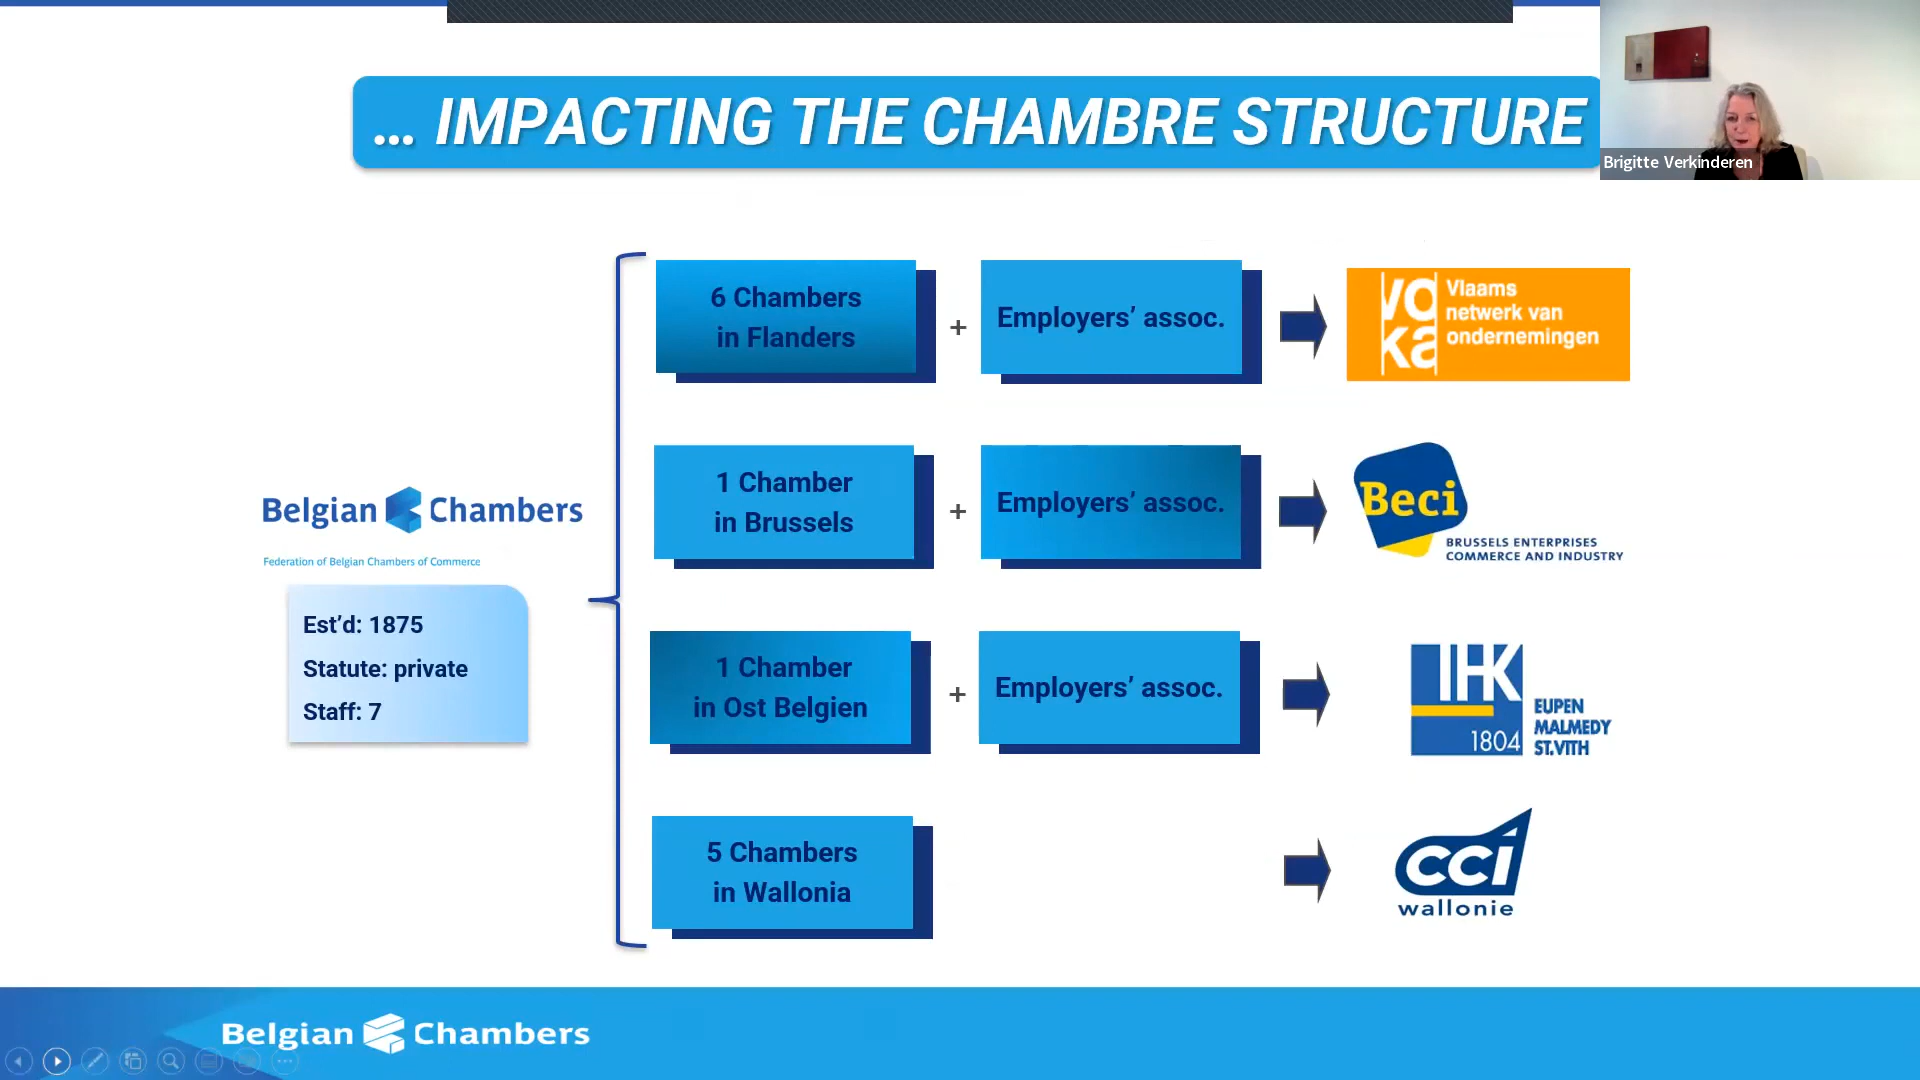 … IMPACTING THE CHAMBRE STRUCTURE
Brigitte Verkinderen
6 Chambers
in Flanders
+
Employers’ assoc.
vo
ka
Vlaams
netwerk van
ondernemingen
1 Chamber
in Brussels
+
Employers’ assoc.
Beci
BRUSSELS ENTERPRISES
COMMERCE AND INDUSTRY
Belgian Chambers
Federation of Belgian Chambers of Commerce
Est’d: 1875
Statute: private
Staff: 7
1 Chamber
in Ost Belgien
+
Employers’ assoc.
IHK
1804
EUPEN
MALMEDY
ST.VITH
5 Chambers
in Wallonia
cci
wallonie
Belgian Chambers